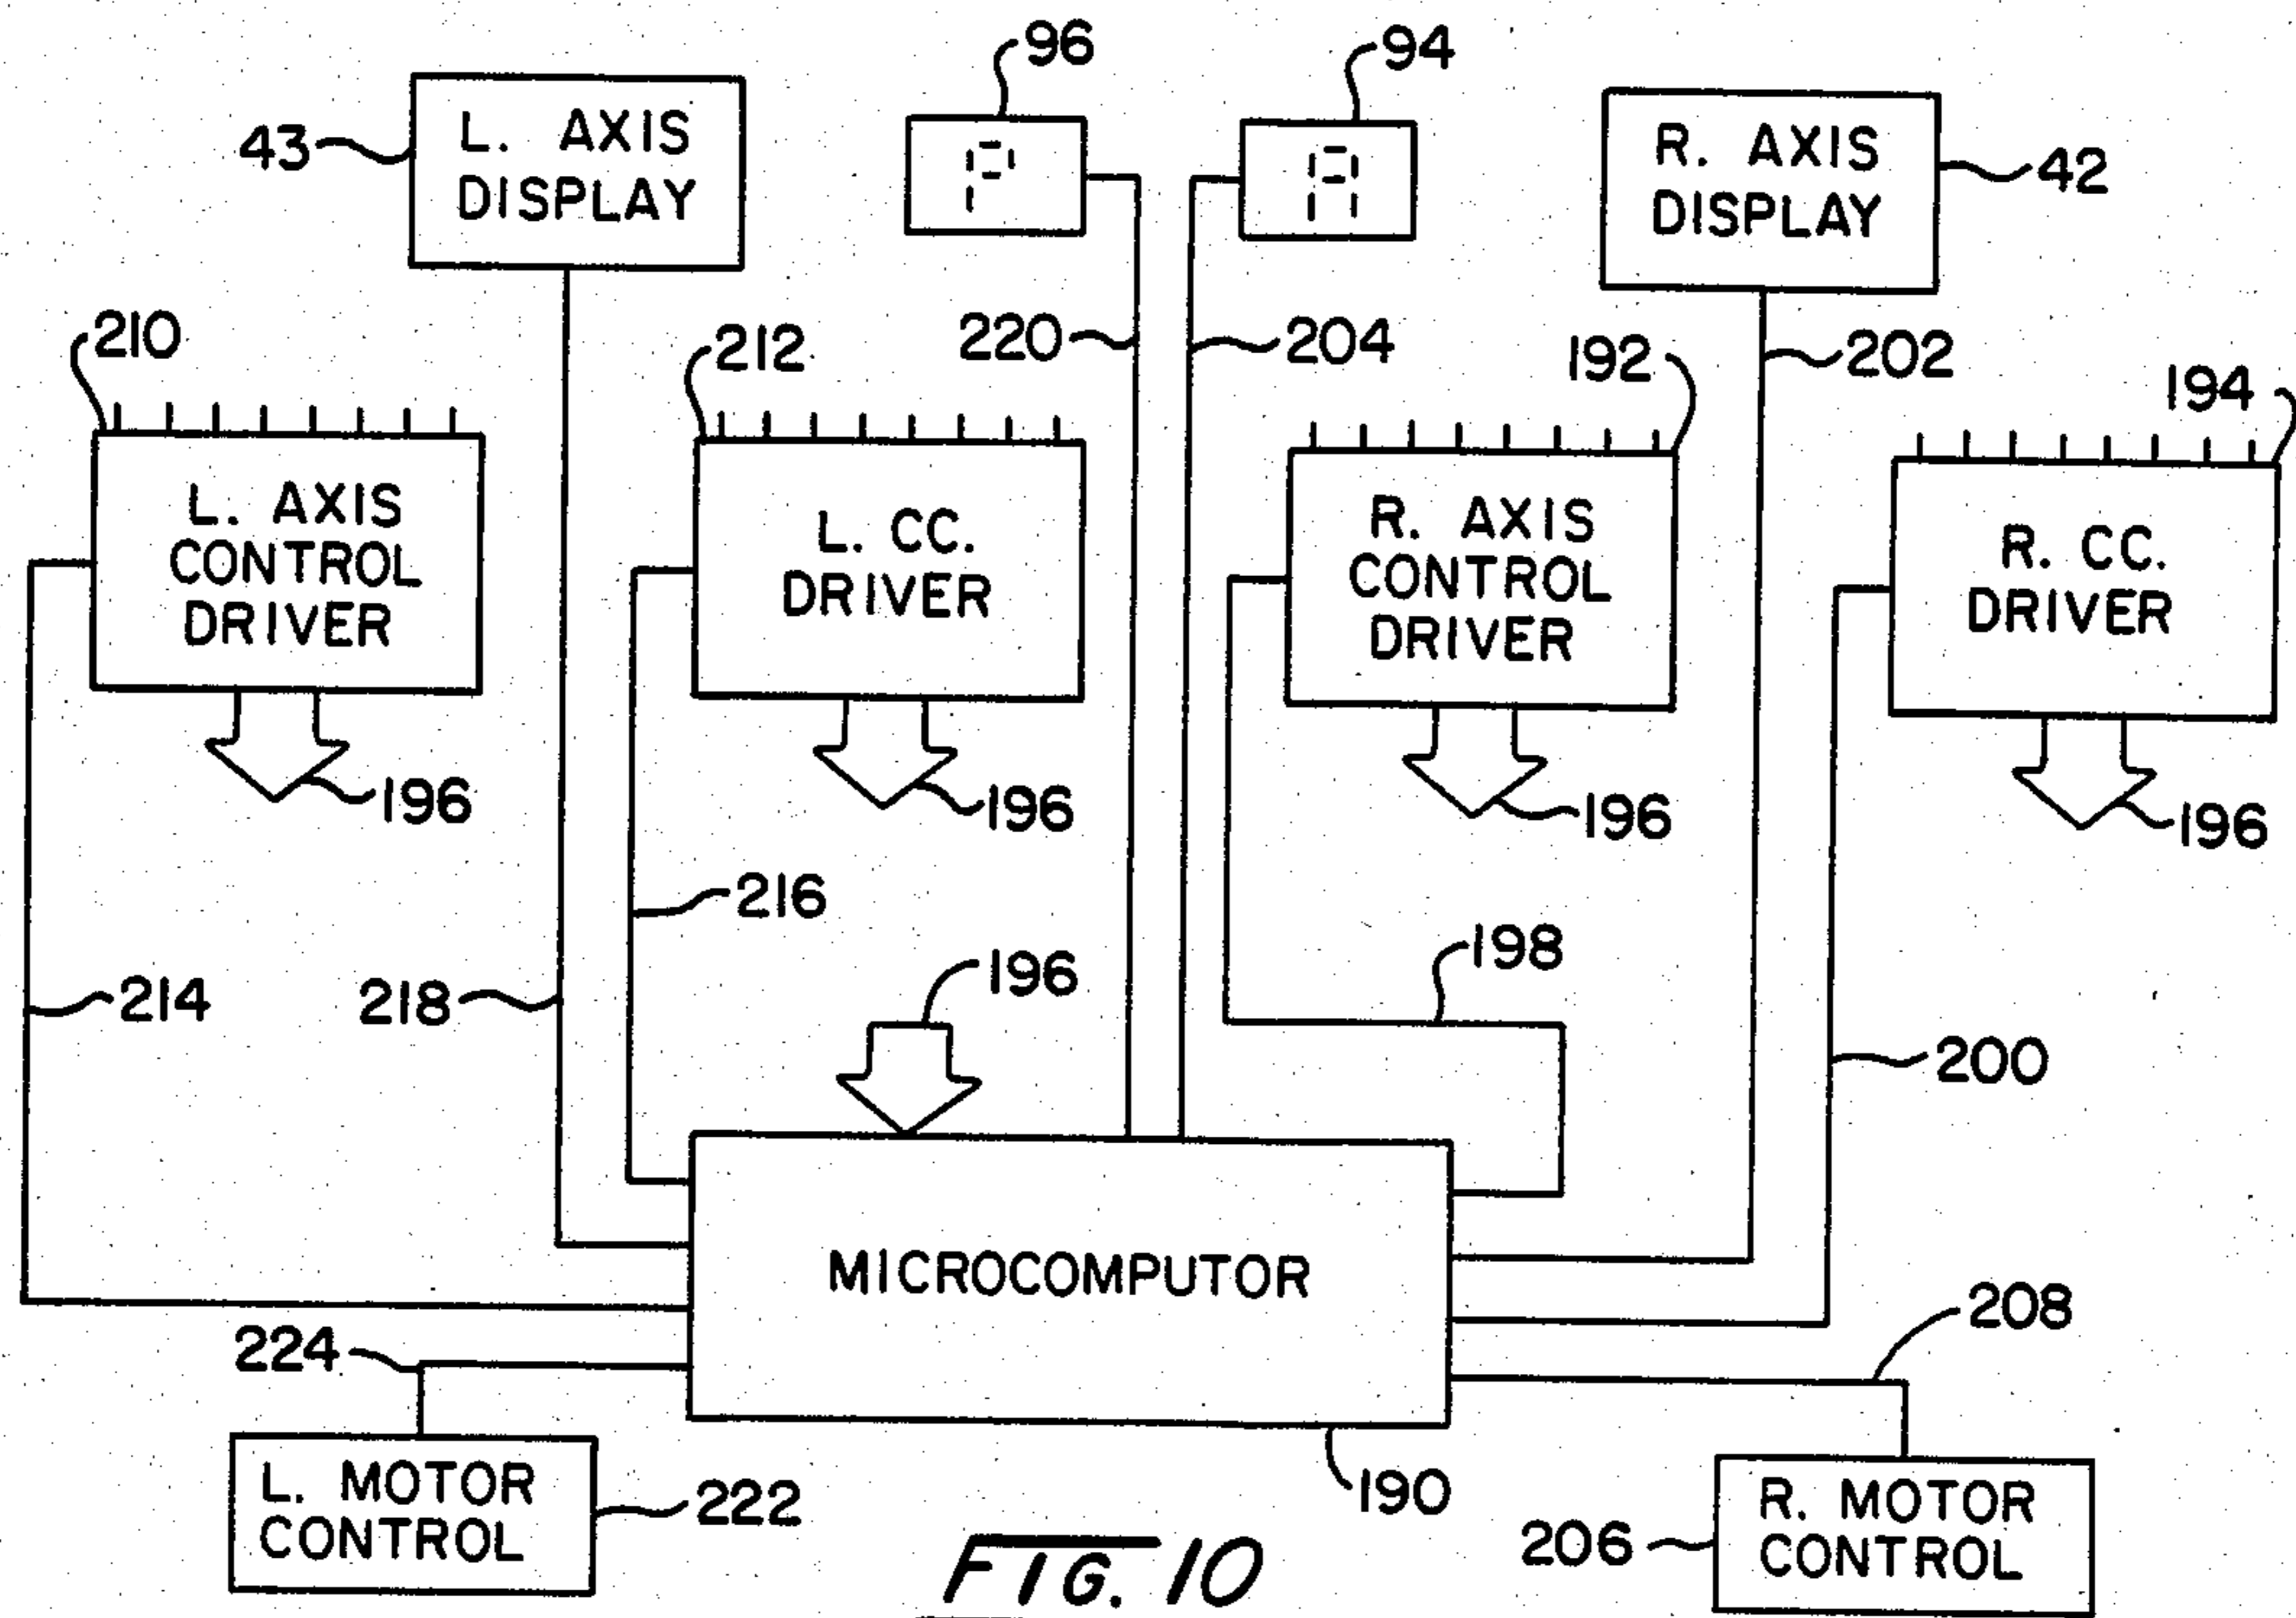 96
94
43
L. AXIS
DISPLAY
P
A
R. AXIS
DISPLAY
42
210
212
220
204
192
202
194
L. AXIS
CONTROL
DRIVER
L. CC.
DRIVER
R. AXIS
CONTROL
DRIVER
R. CC.
DRIVER
196
196
196
196
216
214
218
196
198
200
MICROCOMPUTOR
224
208
L. MOTOR
CONTROL
222
190
206
R. MOTOR
CONTROL
FIG. 10